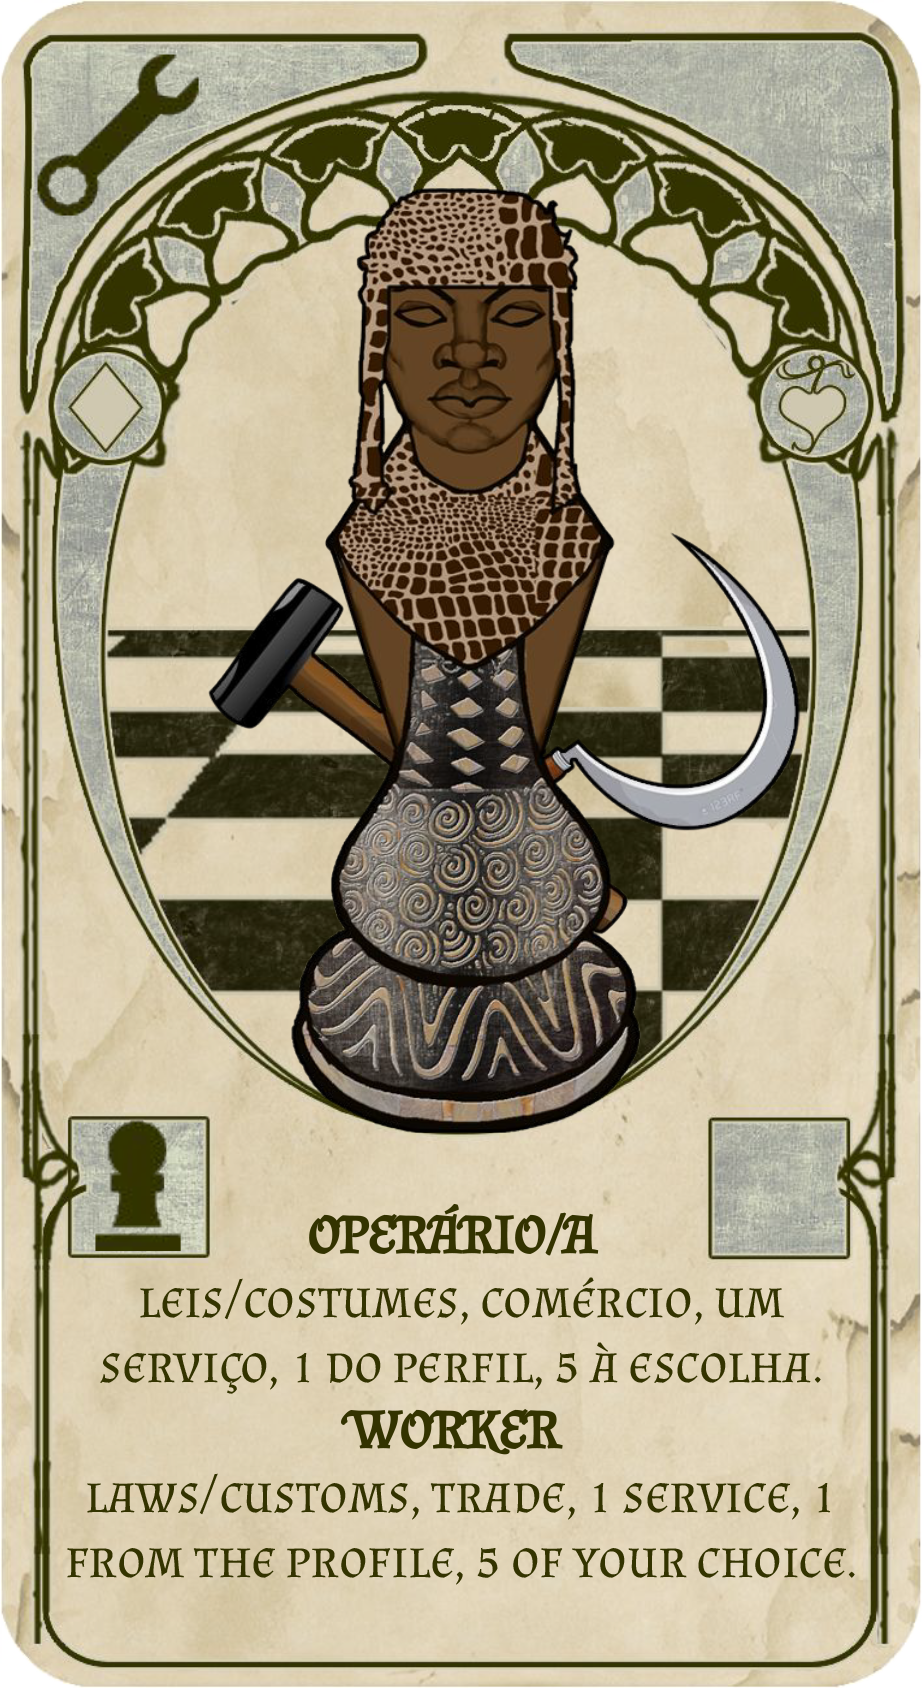 OPERÁRIO/A
LEIS/COSTUMES, COMÉRCIO, UM
SERVIÇO, 1 DO PERFIL, 5 À ESCOLHA.
WORKER
LAWS/CUSTOMS, TRADE, 1 SERVICE, 1
FROM THE PROFILE, 5 OF YOUR CHOICE.